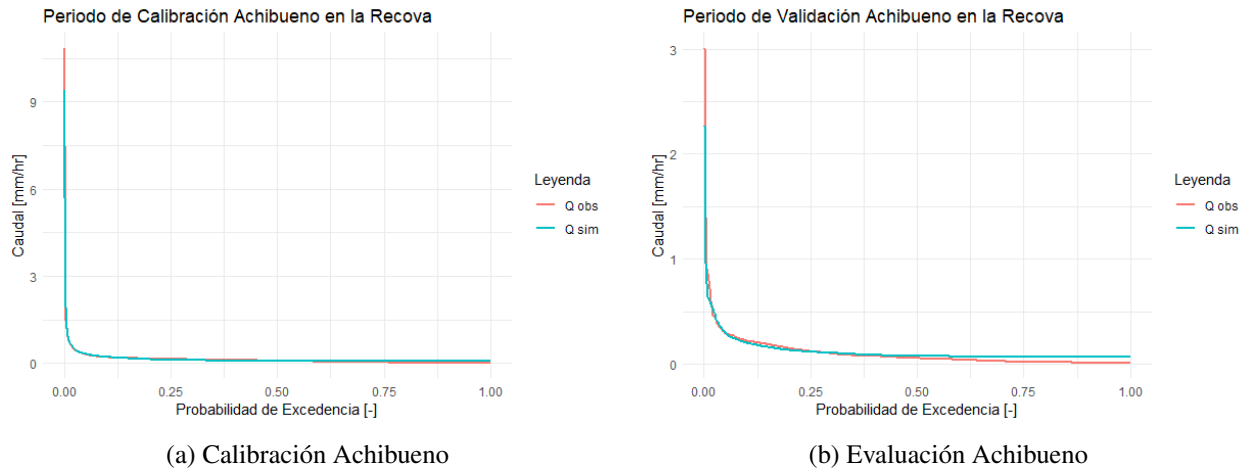 Periodo de Calibración Achibueno en la Recova
9
6
3
0
Caudal [mm/hr]
0.00 0.25 0.50 0.75 1.00
Probabilidad de Excedencia [-]
Leyenda
Q obs
Q sim
(a) Calibración Achibueno
Periodo de Validación Achibueno en la Recova
3
2
1
0
Caudal [mm/hr]
0.00 0.25 0.50 0.75 1.00
Probabilidad de Excedencia [-]
Leyenda
Q obs
Q sim
(b) Evaluación Achibueno